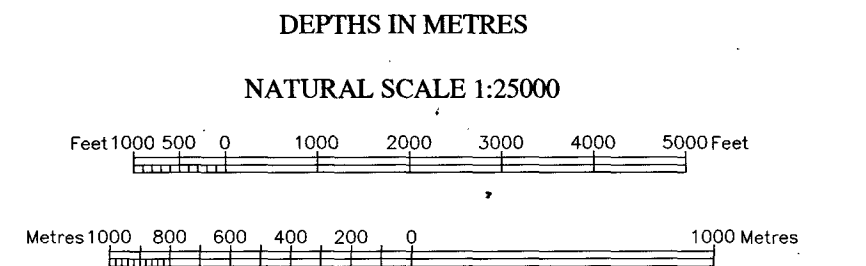 DEPTHS IN METRES
NATURAL SCALE 1:25000
Feet 1000 500 0 1000 2000 3000 4000 5000 Feet
Metres 1000 800 600 400 200 0 1000 Metres